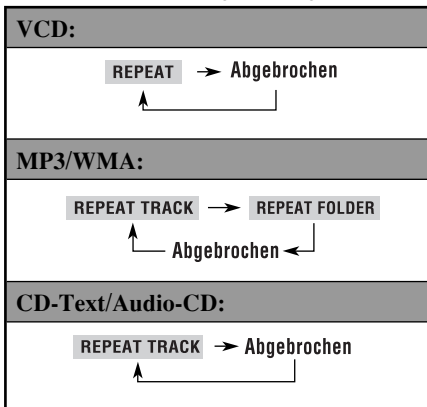 VCD:
REPEAT → Abgebrochen
MP3/WMA:
REPEAT TRACK → REPEAT FOLDER
Abgebrochen
CD-Text/Audio-CD:
REPEAT TRACK → Abgebrochen